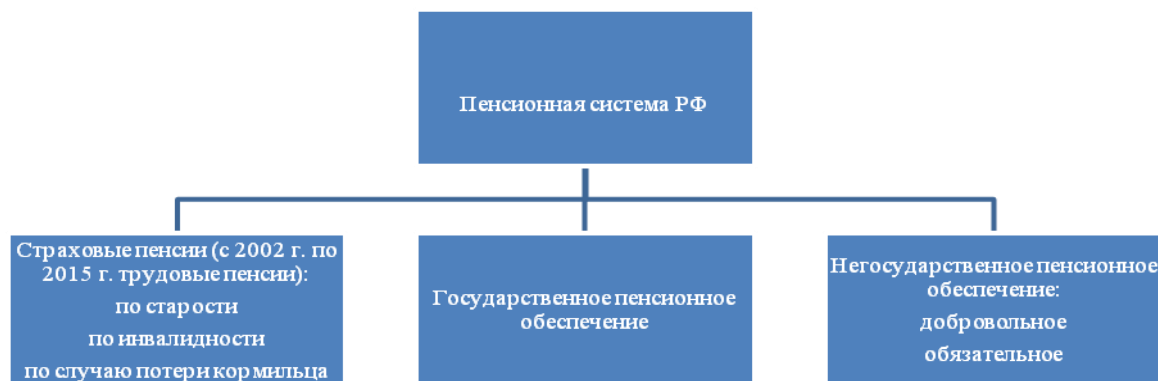 Пенсионная система РФ
Страховые пенсии (с 2002 г. по
2015 г. трудовые пенсии):
по старости
по инвалидности
по случаю потери кормильца
Государственное пенсионное
обеспечение
Негосударственное пенсионное
обеспечение:
добровольное
обязательное